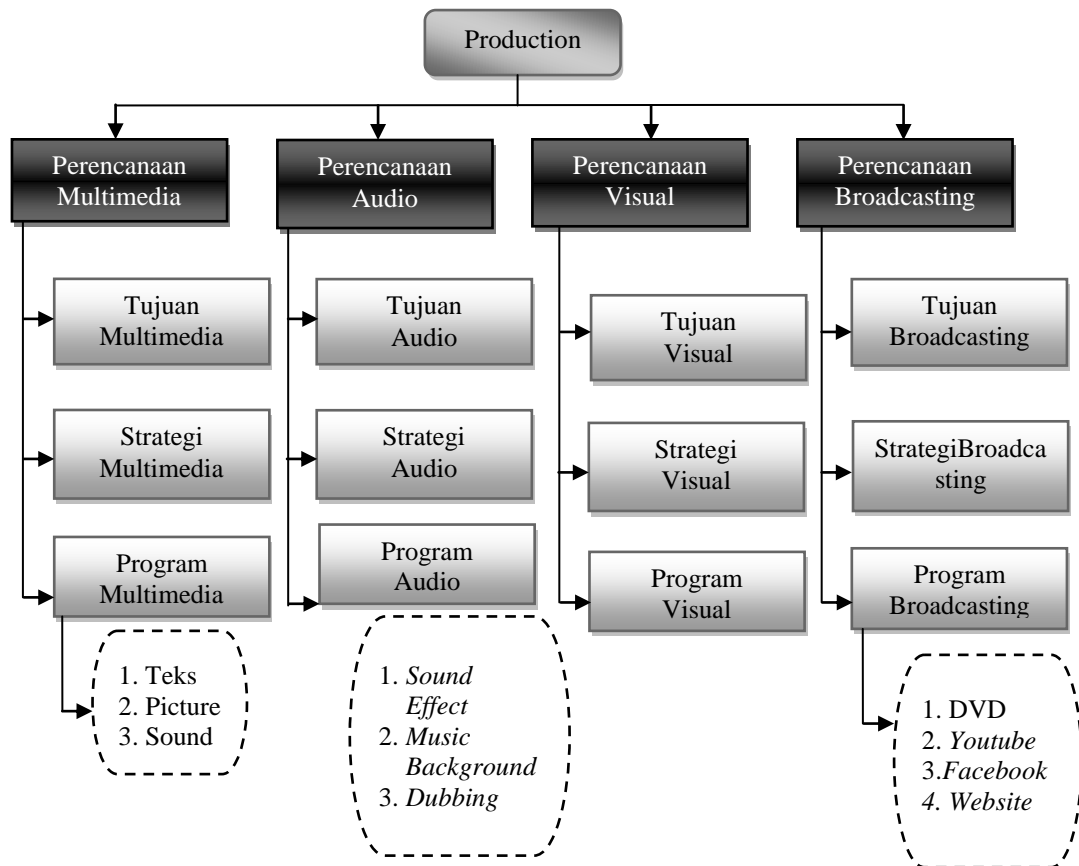 Production
Perencanaan
Multimedia
Perencanaan
Audio
Perencanaan
Visual
Perencanaan
Broadcasting
Tujuan
Multimedia
Tujuan
Audio
Tujuan
Visual
Tujuan
Broadcasting
Strategi
Multimedia
Strategi
Audio
Strategi
Visual
StrategiBroadca
sting
Program
Multimedia
Program
Audio
Program
Visual
Program
Broadcasting
1. Teks
2. Picture
3. Sound
1. Sound
Effect
2. Music
Background
3. Dubbing
1. DVD
2. Youtube
3.Facebook
4. Website